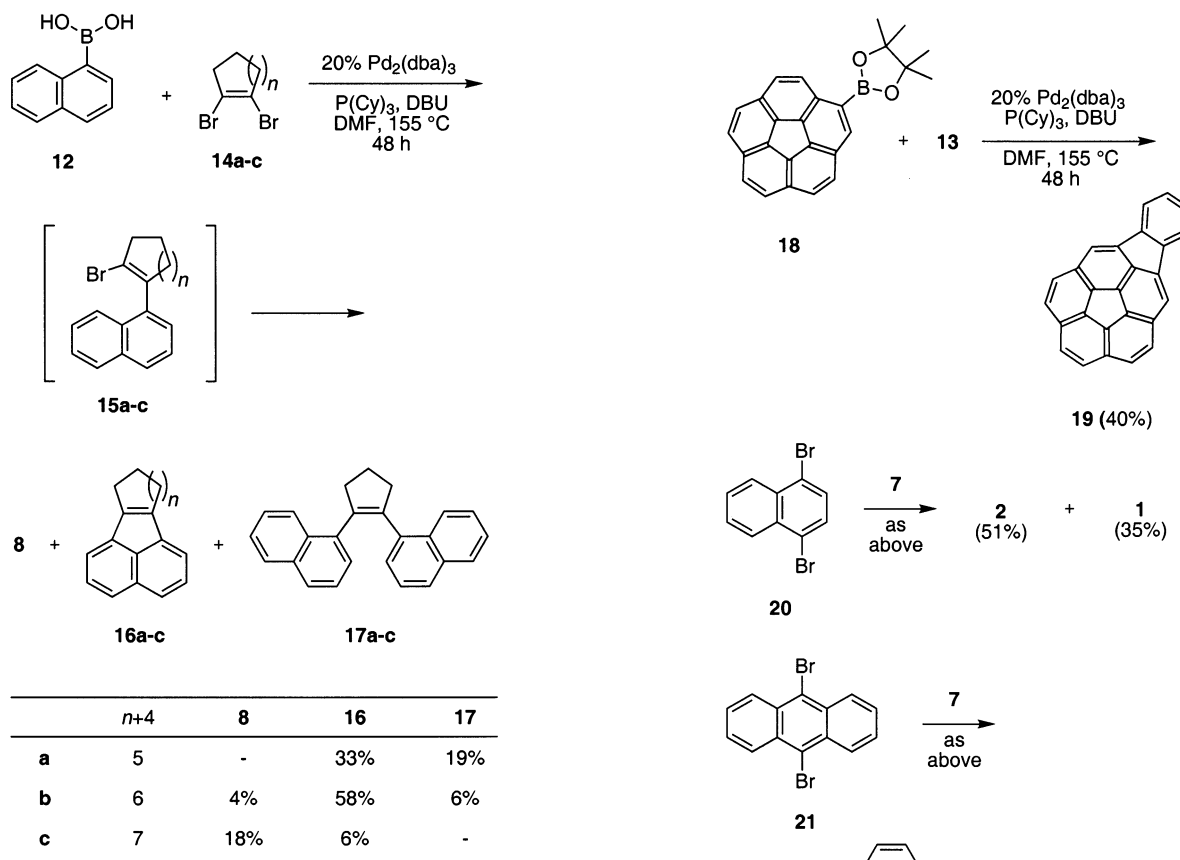 HO OH
B
+
Br Br
n
12
14a-c
20% Pd2(dba)3
P(Cy)3, DBU
DMF, 155 °C
48 h
Br
n
15a-c
8 + + n
16a-c
17a-c
n+4 8 16 17
a 5 - 33% 19%
b 6 4% 58% 6%
c 7 18% 6% -
O
B
O
18
+ 13
20% Pd2(dba)3
P(Cy)3, DBU
DMF, 155 °C
48 h
19 (40%)
Br
Br
20
7
as
above
2
(51%)
+
1
(35%)
Br
Br
21
7
as
above